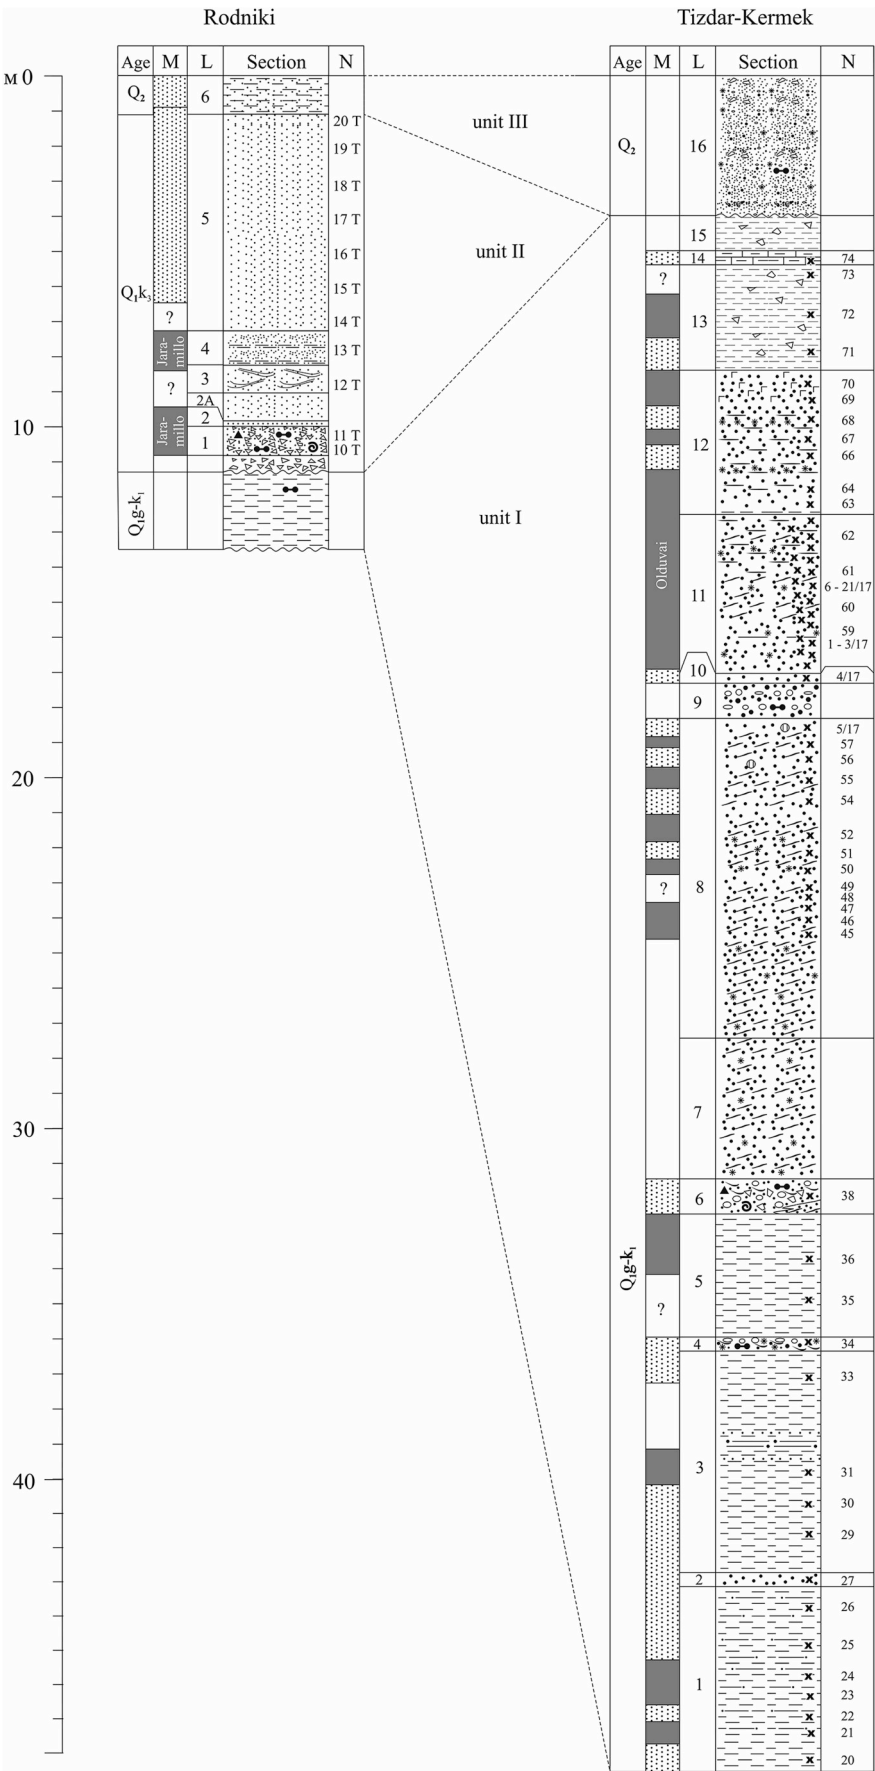 Rodniki
Tizdar-Kermek
Age M L Section N
Age M L Section N
м 0
10
20
30
40
Q₂
6
Q₁k₃
5
?
Jara-
millo
4
?
3
2A
Jara-
millo
2
1
Q₁g-k₁
20 T
19 T
18 T
17 T
16 T
15 T
14 T
13 T
12 T
11 T
10 T
unit III
unit II
unit I
Q₂
Q₁g-k₁
?
Olduvai
?
?
16
15
14
13
12
11
10
9
8
7
6
5
4
3
2
1
74
73
72
71
70
69
68
67
66
64
63
62
61
6 - 21/17
60
59
1 - 3/17
4/17
5/17
57
56
55
54
52
51
50
49
48
47
46
45
38
36
35
34
33
31
30
29
27
26
25
24
23
22
21
20